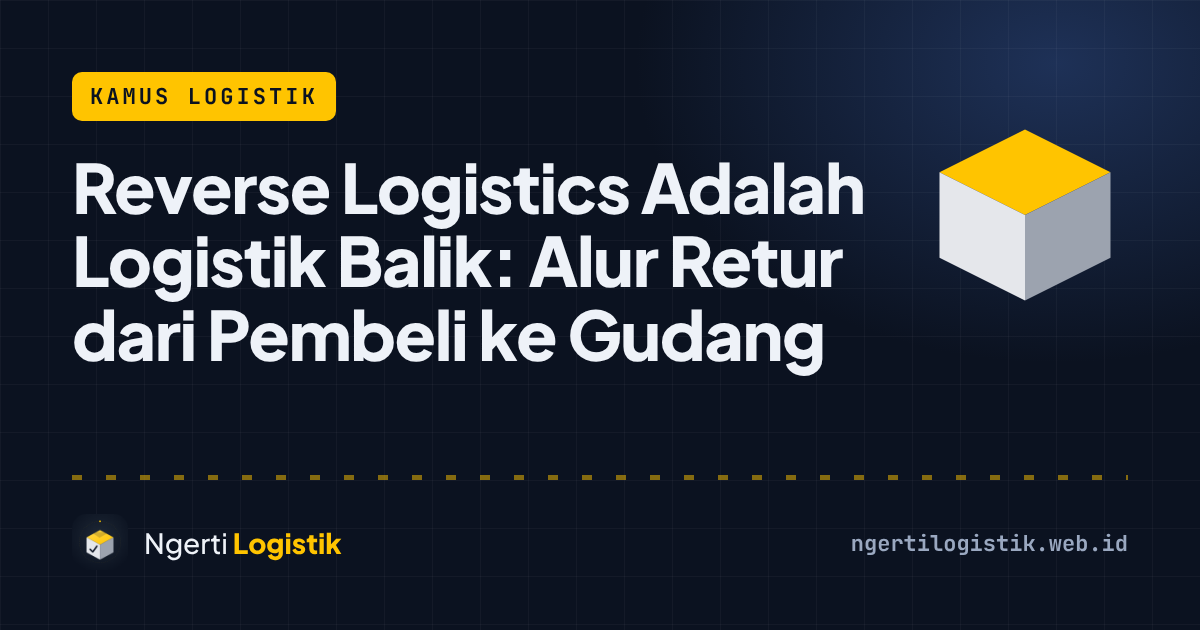 KAMUS LOGISTIK
Reverse Logistics Adalah
Logistik Balik: Alur Retur
dari Pembeli ke Gudang
Ngerti Logistik
ngertilogistik.web.id